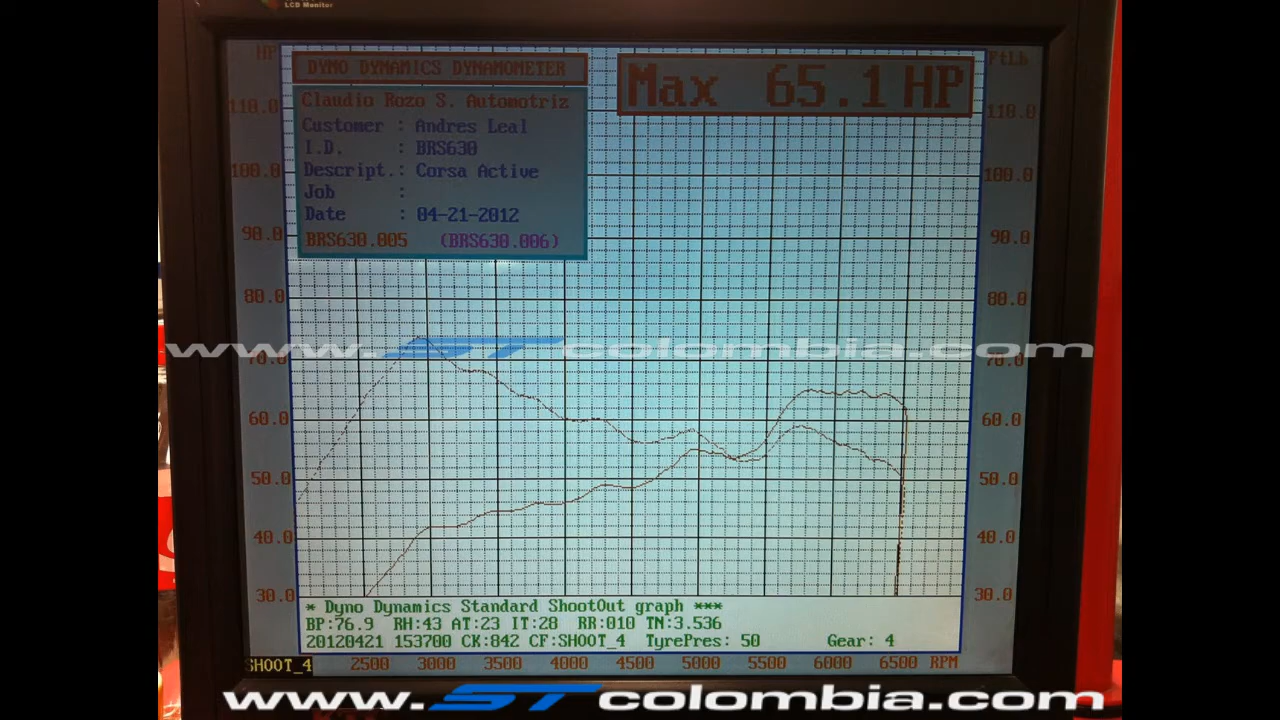 LCD Monitor
HP
DYNO DYNAMICS DYNAMOMETER
Max 65.1 HP
FtLb
Claudio Rozo S. Automotriz
Customer : Andres Leal
I.D. : BRS630
Descript.: Corsa Active
Job :
Date : 04-21-2012
BRS630.005 (BRS630.006)
110.0 110.0
100.0 100.0
90.0 90.0
80.0 80.0
www.STcolombia.com
70.0 70.0
60.0 60.0
50.0 50.0
40.0 40.0
30.0 30.0
* Dyno Dynamics Standard ShootOut graph ***
BP:76.9 RH:43 AT:23 IT:28 RR:010 TN:3.536
20120421 153700 CK:842 CF:SHOOT_4 TyrePres: 50 Gear: 4
SHOOT_4 2500 3000 3500 4000 4500 5000 5500 6000 6500 RPM
www.STcolombia.com